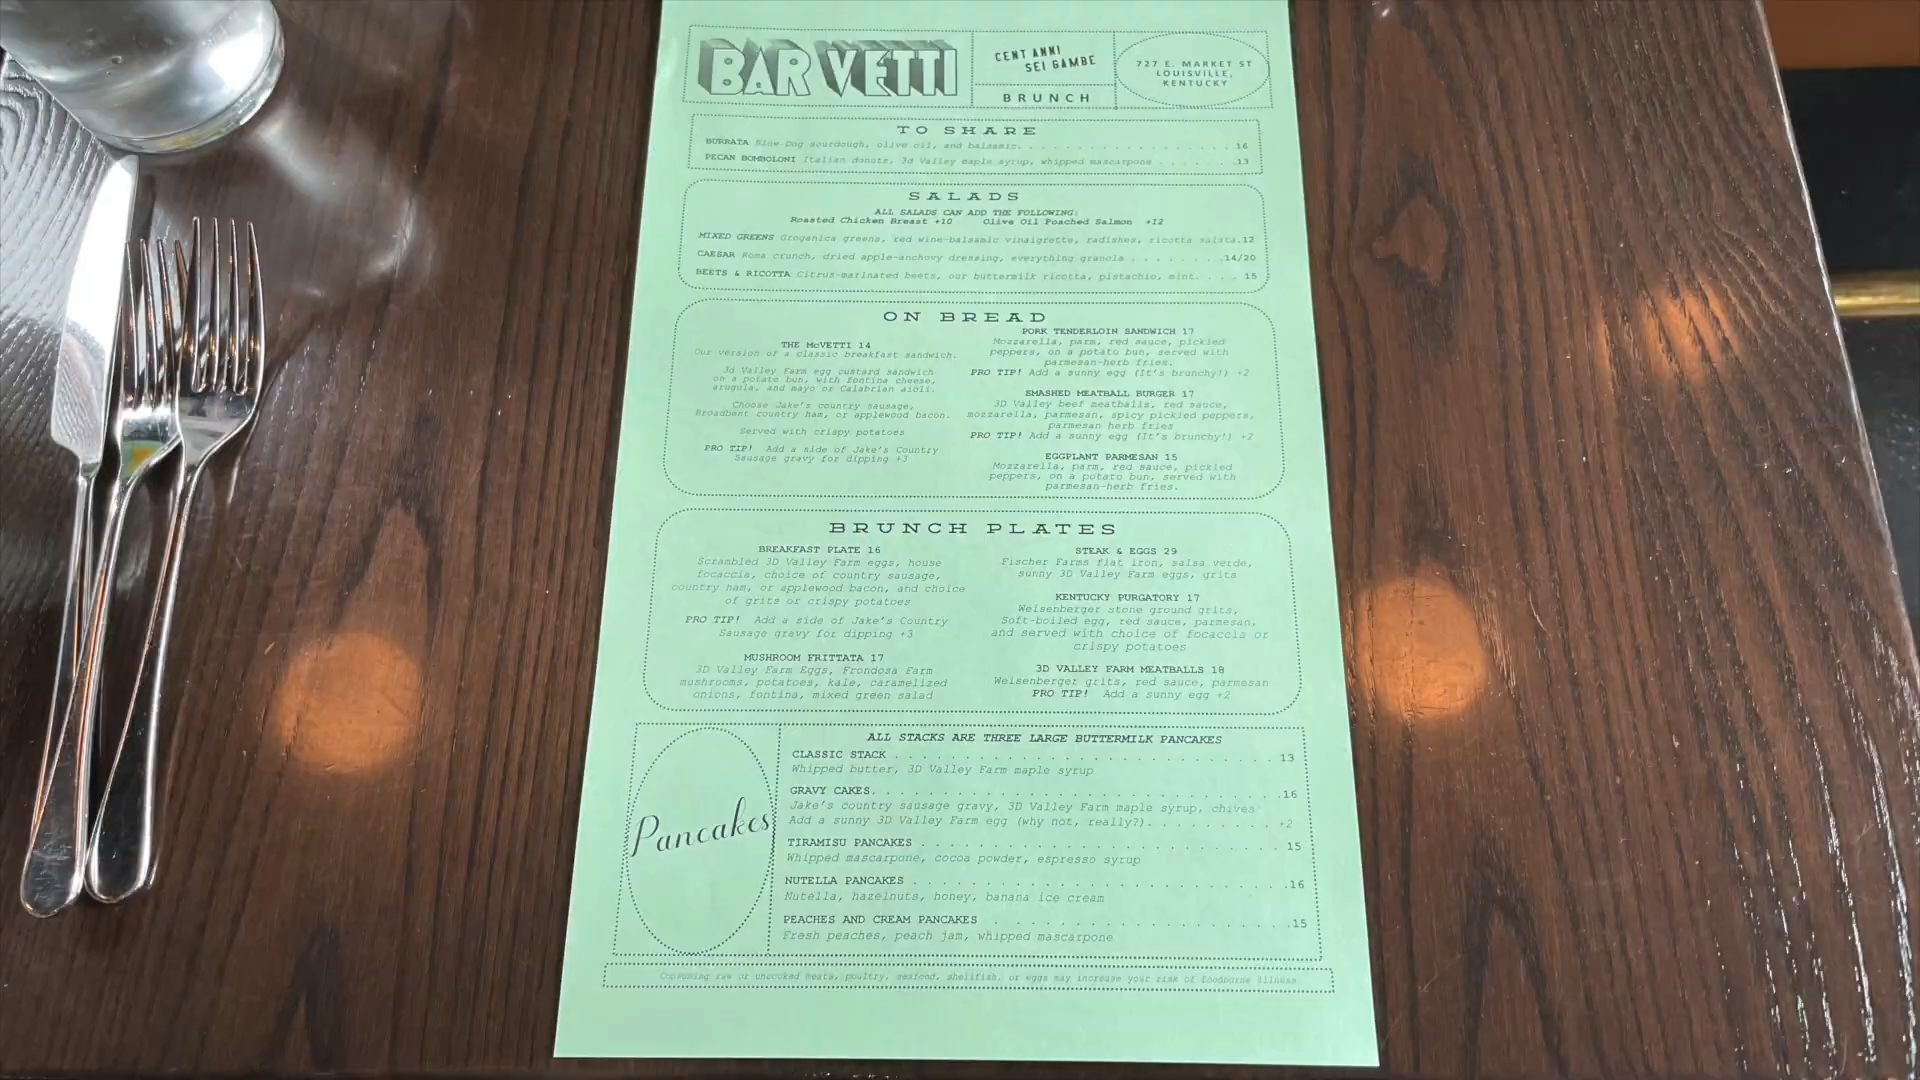 BAR VETTI
CENT ANNI
SEI GAMBE
BRUNCH
727 E. MARKET ST
LOUISVILLE,
KENTUCKY
TO SHARE
BURRATA Blue Dog sourdough, olive oil, and balsamic. . . . . . . . . . . . . . . . . . . . 16
PECAN BOMBOLONI Italian donuts, 3d Valley maple syrup, whipped mascarpone . . . . . . . .13
SALADS
ALL SALADS CAN ADD THE FOLLOWING:
Roasted Chicken Breast +10 Olive Oil Poached Salmon +12
MIXED GREENS Groganica greens, red wine-balsamic vinaigrette, radishes, ricotta salata.12
CAESAR Roma crunch, dried apple-anchovy dressing, everything granola . . . . . . . . .14/20
BEETS & RICOTTA Citrus-marinated beets, our buttermilk ricotta, pistachio, mint. . . . . 15
ON BREAD
THE McVETTI 14
Our version of a classic breakfast sandwich.
3d Valley Farm egg custard sandwich
on a potato bun, with fontina cheese,
arugula, and mayo or Calabrian aioli.
Choose Jake's country sausage,
Broadbent country ham, or applewood bacon.
Served with crispy potatoes
PRO TIP! Add a side of Jake's Country
Sausage gravy for dipping +3
PORK TENDERLOIN SANDWICH 17
Mozzarella, parm, red sauce, pickled
peppers, on a potato bun, served with
parmesan-herb fries.
PRO TIP! Add a sunny egg (It's brunchy!) +2
SMASHED MEATBALL BURGER 17
3D Valley beef meatballs, red sauce,
mozzarella, parmesan, spicy pickled peppers,
parmesan herb fries
PRO TIP! Add a sunny egg (It's brunchy!) +2
EGGPLANT PARMESAN 15
Mozzarella, parm, red sauce, pickled
peppers, on a potato bun, served with
parmesan-herb fries.
BRUNCH PLATES
BREAKFAST PLATE 16
Scrambled 3D Valley Farm eggs, house
focaccia, choice of country sausage,
country ham, or applewood bacon, and choice
of grits or crispy potatoes
PRO TIP! Add a side of Jake's Country
Sausage gravy for dipping +3
MUSHROOM FRITTATA 17
3D Valley Farm Eggs, Frondosa Farm
mushrooms, potatoes, kale, caramelized
onions, fontina, mixed green salad
STEAK & EGGS 29
Fischer Farms flat iron, salsa verde,
sunny 3D Valley Farm eggs, grits
KENTUCKY PURGATORY 17
Weisenberger stone ground grits,
Soft-boiled egg, red sauce, parmesan,
and served with choice of focaccia or
crispy potatoes
3D VALLEY FARM MEATBALLS 18
Weisenberger grits, red sauce, parmesan
PRO TIP! Add a sunny egg +2
Pancakes
ALL STACKS ARE THREE LARGE BUTTERMILK PANCAKES
CLASSIC STACK . . . . . . . . . . . . . . . . . . . . . . . . . . . . . 13
Whipped butter, 3D Valley Farm maple syrup
GRAVY CAKES. . . . . . . . . . . . . . . . . . . . . . . . . . . . . . .16
Jake's country sausage gravy, 3D Valley Farm maple syrup, chives
Add a sunny 3D Valley Farm egg (why not, really?). . . . . . . . . . +2
TIRAMISU PANCAKES . . . . . . . . . . . . . . . . . . . . . . . . . . . 15
Whipped mascarpone, cocoa powder, espresso syrup
NUTELLA PANCAKES . . . . . . . . . . . . . . . . . . . . . . . . . . . .16
Nutella, hazelnuts, honey, banana ice cream
PEACHES AND CREAM PANCAKES . . . . . . . . . . . . . . . . . . . . . . .15
Fresh peaches, peach jam, whipped mascarpone
Consuming raw or uncooked meats, poultry, seafood, shellfish, or eggs may increase your risk of foodborne illness